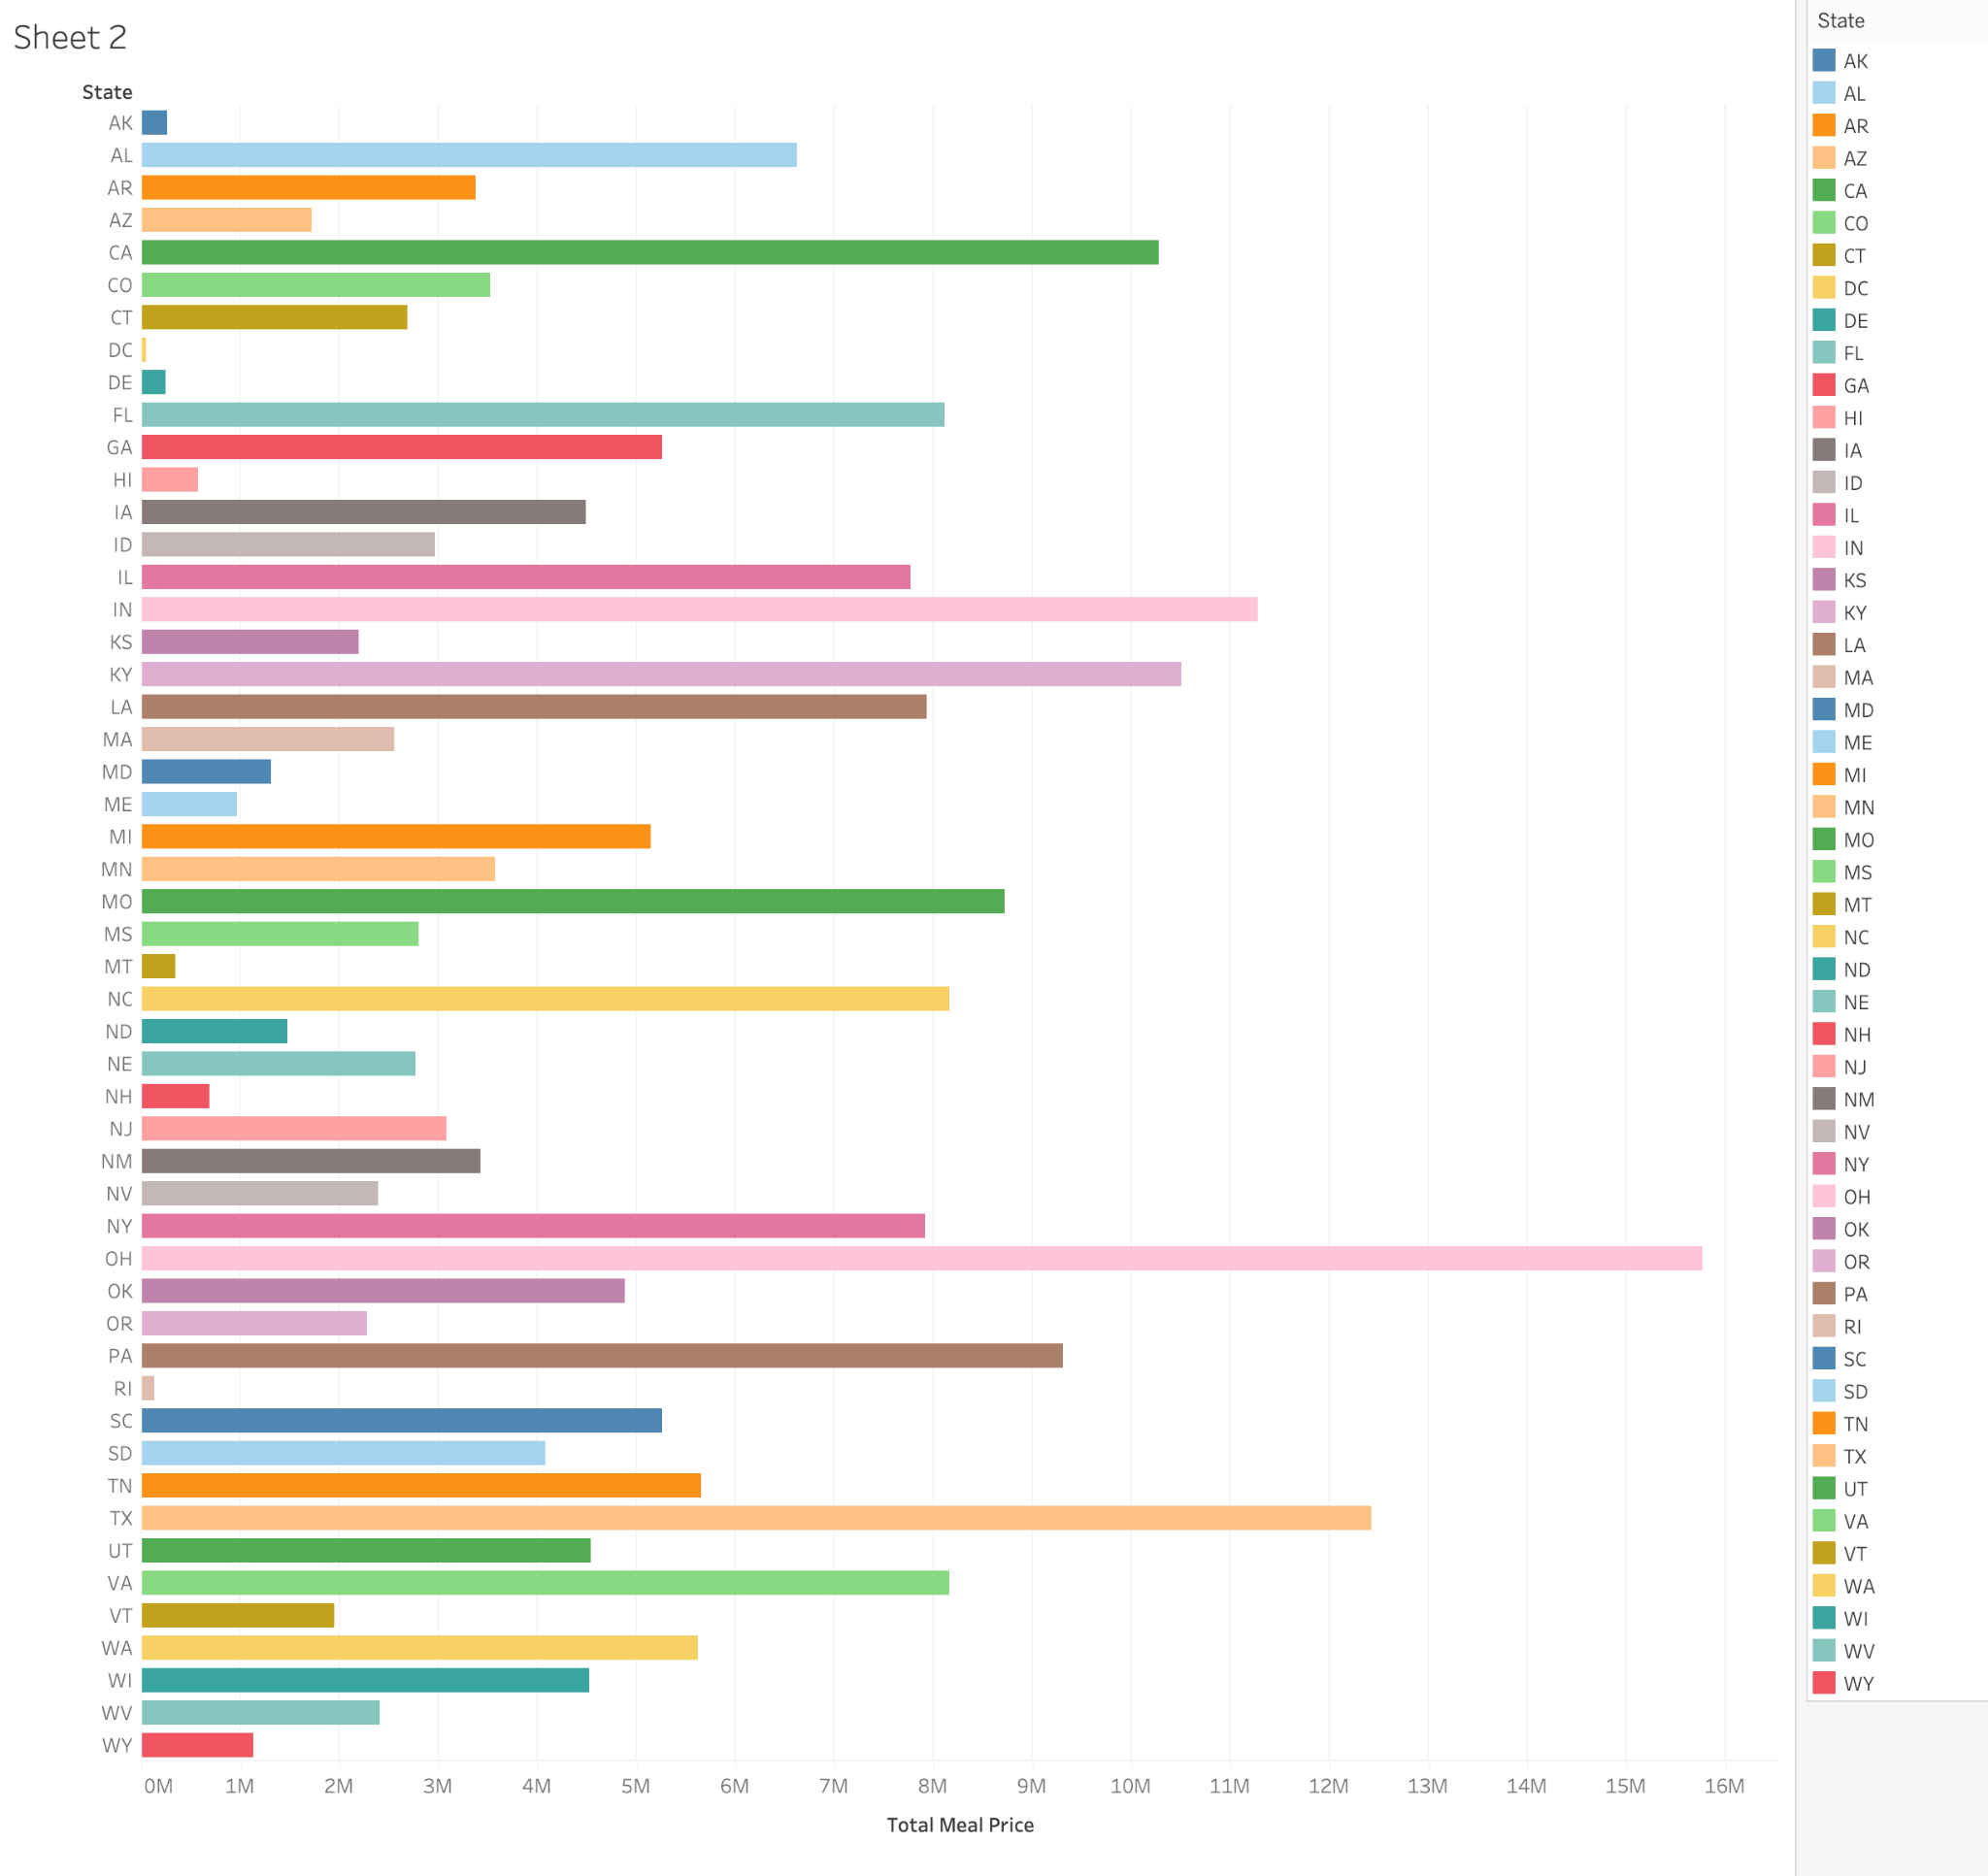 Sheet 2
State
AK
AL
AR
AZ
CA
CO
CT
DC
DE
FL
GA
HI
IA
ID
IL
IN
KS
KY
LA
MA
MD
ME
MI
MN
MO
MS
MT
NC
ND
NE
NH
NJ
NM
NV
NY
OH
OK
OR
PA
RI
SC
SD
TN
TX
UT
VA
VT
WA
WI
WV
WY
0M 1M 2M 3M 4M 5M 6M 7M 8M 9M 10M 11M 12M 13M 14M 15M 16M
Total Meal Price
State
AK
AL
AR
AZ
CA
CO
CT
DC
DE
FL
GA
HI
IA
ID
IL
IN
KS
KY
LA
MA
MD
ME
MI
MN
MO
MS
MT
NC
ND
NE
NH
NJ
NM
NV
NY
OH
OK
OR
PA
RI
SC
SD
TN
TX
UT
VA
VT
WA
WI
WV
WY